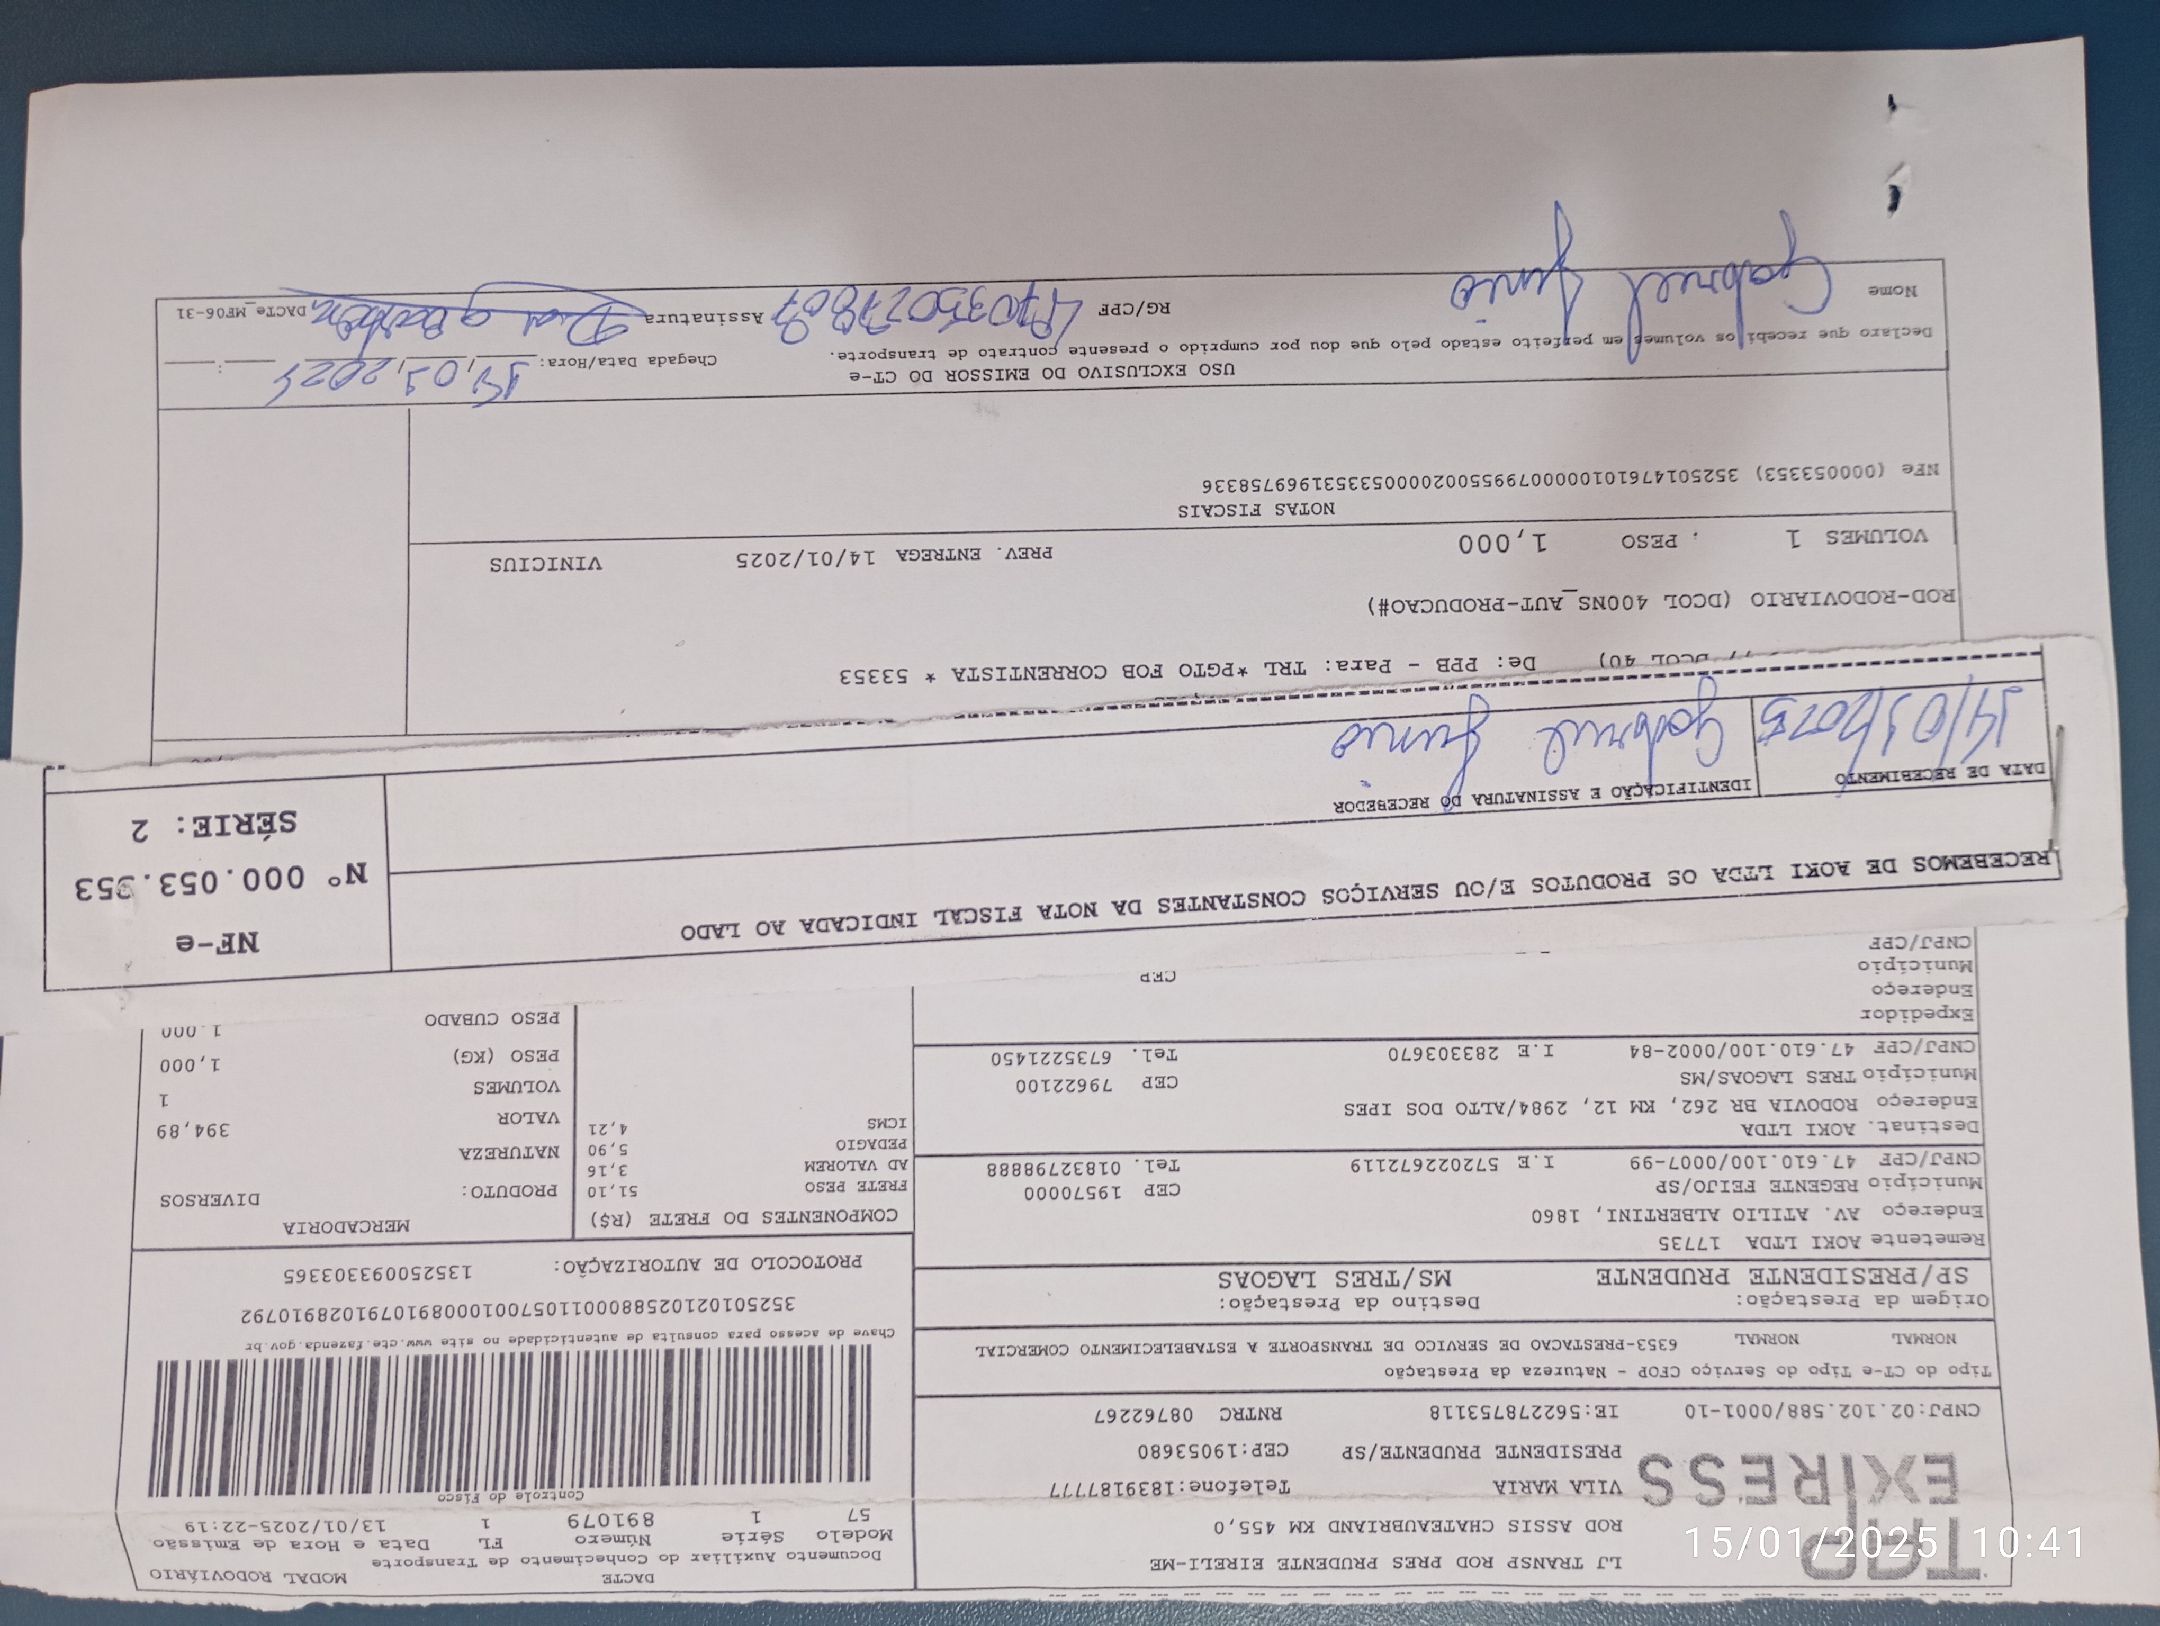 DACTE
MODAL RODOVIÁRIO
Documento Auxiliar do Conhecimento de Transporte
Modelo Série Número FL Data e Hora de Emissão
57 1 891079 1 13/01/2025-22:19
Controle do Fisco
Chave de acesso para consulta de autenticidade no site www.cte.fazenda.gov.br
35250102102588000110570010008910791028910792
PROTOCOLO DE AUTORIZAÇÃO: 135250093303365
EXPRESS
LJ TRANSP ROD PRES PRUDENTE EIRELI-ME
ROD ASSIS CHATEAUBRIAND KM 455,0
VILA MARIA Telefone:1839187777
PRESIDENTE PRUDENTE/SP CEP:19053680
CNPJ:02.102.588/0001-10 IE:562278753118 RNTRC 08762267
Tipo do CT-e Tipo do Serviço CFOP - Natureza da Prestação
NORMAL NORMAL 6353-PRESTACAO DE SERVICO DE TRANSPORTE A ESTABELECIMENTO COMERCIAL
Origem da Prestação: Destino da Prestação:
SP/PRESIDENTE PRUDENTE MS/TRES LAGOAS
Remetente AOKI LTDA 17735
Endereço AV. ATILIO ALBERTINI, 1860
Município REGENTE FEIJO/SP CEP 19570000
CNPJ/CPF 47.610.100/0007-99 I.E 572022672119 Tel. 01832798888
Destinat. AOKI LTDA
Endereço RODOVIA BR 262, KM 12, 2984/ALTO DOS IPES
Município TRES LAGOAS/MS CEP 79622100
CNPJ/CPF 47.610.100/0002-84 I.E 28330367​0 Tel. 6735221450
Expedidor
Endereço
Município CEP
CNPJ/CPF
COMPONENTES DO FRETE (R$)
FRETE PESO 51,10
AD VALOREM 3,16
PEDAGIO 5,90
ICMS 4,21
MERCADORIA
PRODUTO: DIVERSOS
NATUREZA
VALOR 394,89
VOLUMES 1
PESO (KG) 1,000
PESO CUBADO 1.000
RECEBEMOS DE AOKI LTDA OS PRODUTOS E/OU SERVIÇOS CONSTANTES DA NOTA FISCAL INDICADA AO LADO
NF-e
Nº 000.053.353
SÉRIE: 2
DATA DE RECEBIMENTO
14/01/2025
IDENTIFICAÇÃO E ASSINATURA DO RECEBEDOR
Gabriel Junio
De: PPB - Para: TRL *PGTO FOB CORRENTISTA * 53353
ROD-RODOVIARIO (DCOL 400NS_AUT-PRODUCAO#)
VOLUMES 1 PESO 1,000 PREV. ENTREGA 14/01/2025 VINICIUS
NOTAS FISCAIS
NFe (000053353) 35250147610100000799550020000533531969758336
USO EXCLUSIVO DO EMISSOR DO CT-e
Chegada Data/Hora: 14,01,2025
Declaro que recebi os volumes em perfeito estado pelo que dou por cumprido o presente contrato de transporte.
Nome Gabriel Junio RG/CPF Assinatura DACTe_MF06-31
15/01/2025 10:41